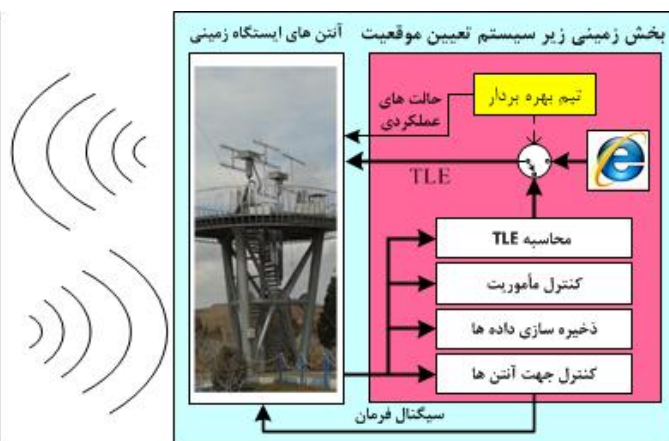 بخش زمینی زیر سیستم تعیین موقعیت
آنتن های ایستگاه زمینی
تیم بهره بردار
حالت های
عملکردی
TLE
محاسبه TLE
کنترل مأموریت
ذخیره سازی داده ها
کنترل جهت آنتن ها
سیگنال فرمان